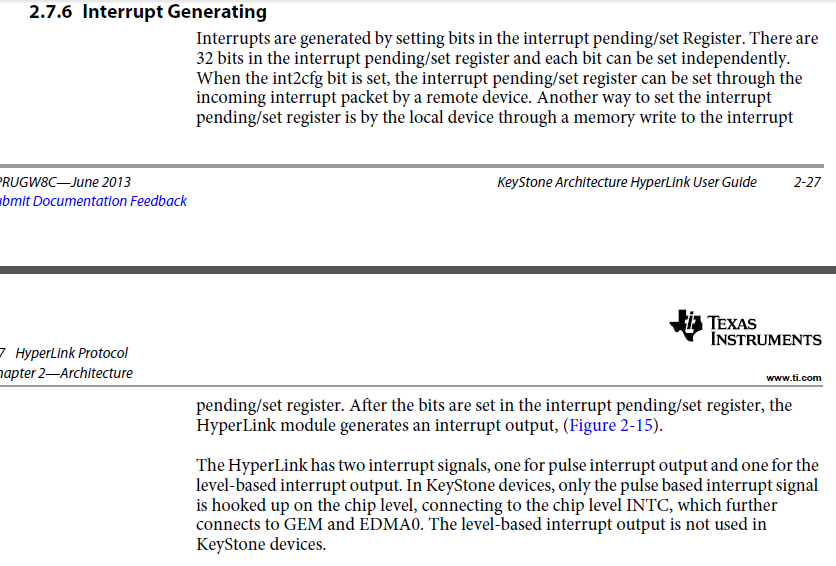 2.7.6 Interrupt Generating
Interrupts are generated by setting bits in the interrupt pending/set Register. There are
32 bits in the interrupt pending/set register and each bit can be set independently.
When the int2cfg bit is set, the interrupt pending/set register can be set through the
incoming interrupt packet by a remote device. Another way to set the interrupt
pending/set register is by the local device through a memory write to the interrupt
PRUGW8C—June 2013
KeyStone Architecture HyperLink User Guide 2-27
ubmit Documentation Feedback
TEXAS
INSTRUMENTS
7 HyperLink Protocol
hapter 2—Architecture
www.ti.com
pending/set register. After the bits are set in the interrupt pending/set register, the
HyperLink module generates an interrupt output, (Figure 2-15).
The HyperLink has two interrupt signals, one for pulse interrupt output and one for the
level-based interrupt output. In KeyStone devices, only the pulse based interrupt signal
is hooked up on the chip level, connecting to the chip level INTC, which further
connects to GEM and EDMA0. The level-based interrupt output is not used in
KeyStone devices.